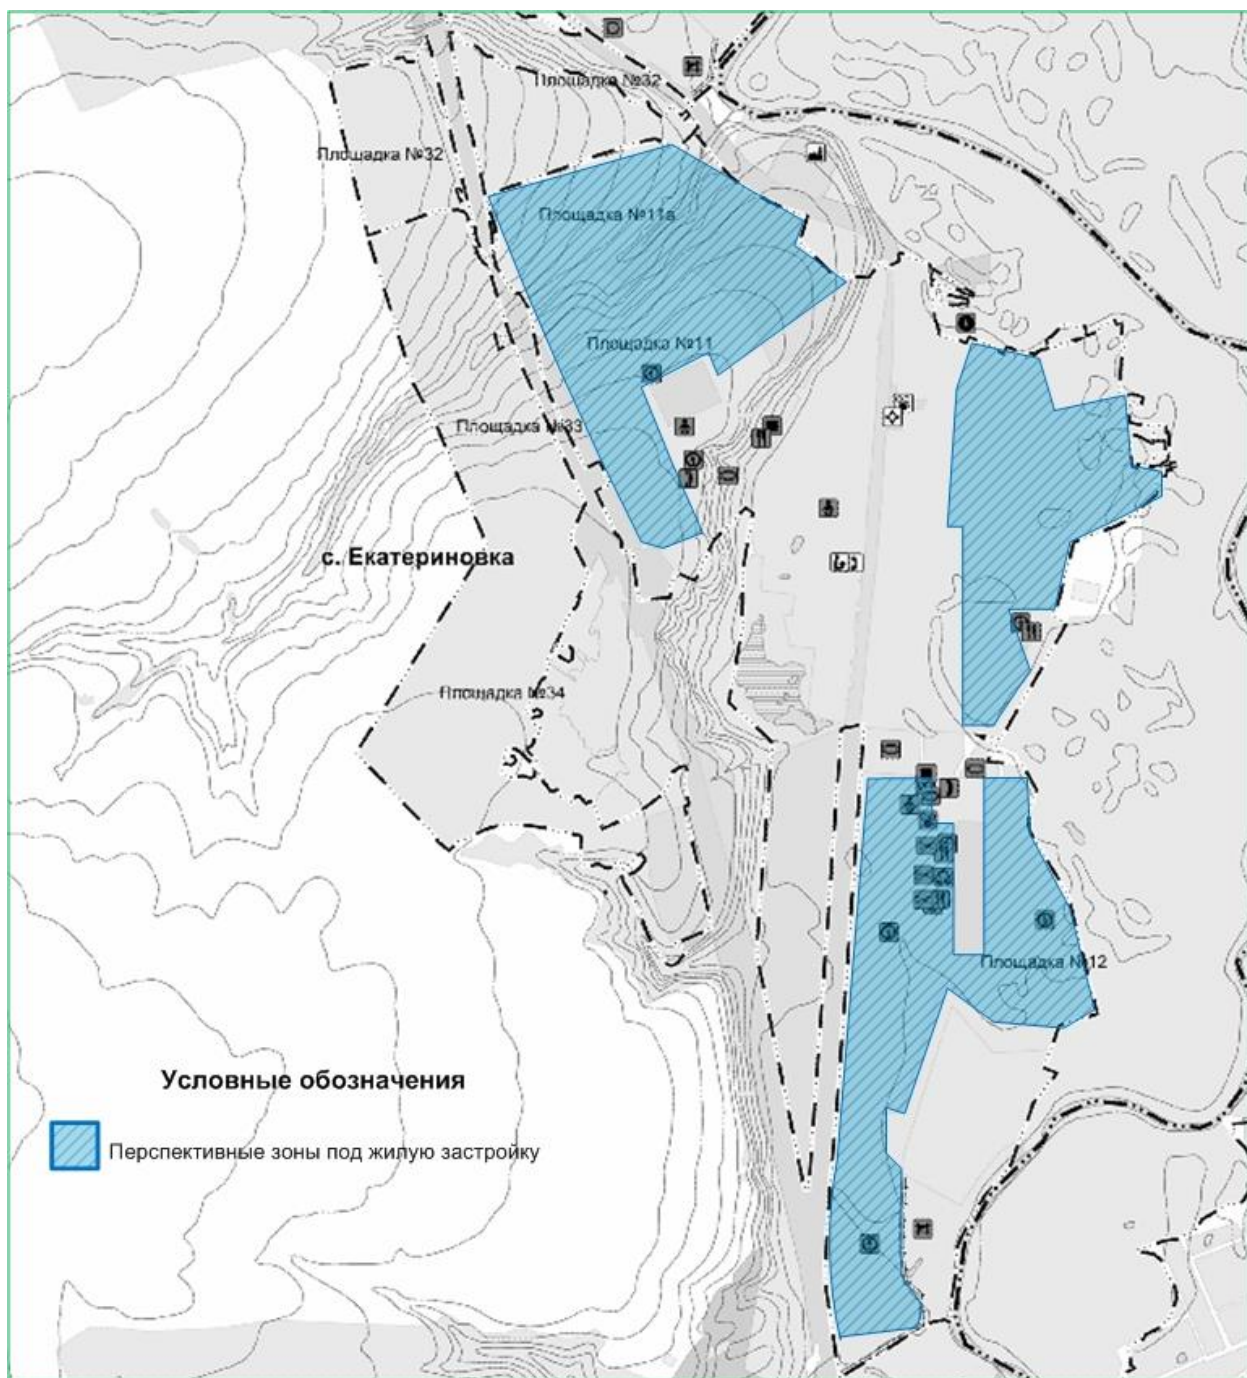 Площадка №32
Площадка №32
Площадка №11а
Площадка №11
Площадка №33
с. Екатериновка
Площадка №34
Площадка №12
Условные обозначения
Перспективные зоны под жилую застройку